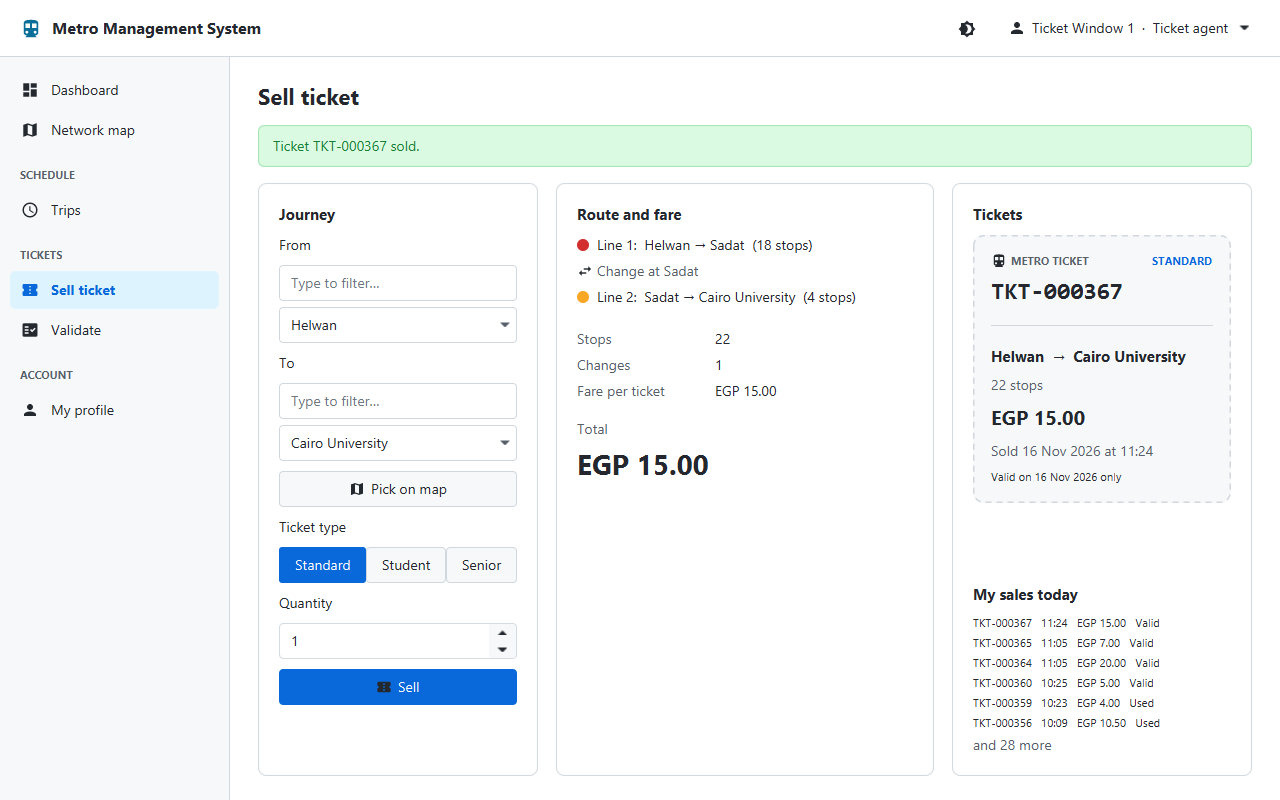 Metro Management System
Ticket Window 1 · Ticket agent
Dashboard
Network map
SCHEDULE
Trips
TICKETS
Sell ticket
Validate
ACCOUNT
My profile
Sell ticket
Ticket TKT-000367 sold.
Journey
From
Type to filter...
Helwan
To
Type to filter...
Cairo University
Pick on map
Ticket type
Standard Student Senior
Quantity
1
Sell
Route and fare
Line 1: Helwan → Sadat (18 stops)
Change at Sadat
Line 2: Sadat → Cairo University (4 stops)
Stops 22
Changes 1
Fare per ticket EGP 15.00
Total
EGP 15.00
Tickets
METRO TICKET STANDARD
TKT-000367
Helwan → Cairo University
22 stops
EGP 15.00
Sold 16 Nov 2026 at 11:24
Valid on 16 Nov 2026 only
My sales today
TKT-000367 11:24 EGP 15.00 Valid
TKT-000365 11:05 EGP 7.00 Valid
TKT-000364 11:05 EGP 20.00 Valid
TKT-000360 10:25 EGP 5.00 Valid
TKT-000359 10:23 EGP 4.00 Used
TKT-000356 10:09 EGP 10.50 Used
and 28 more